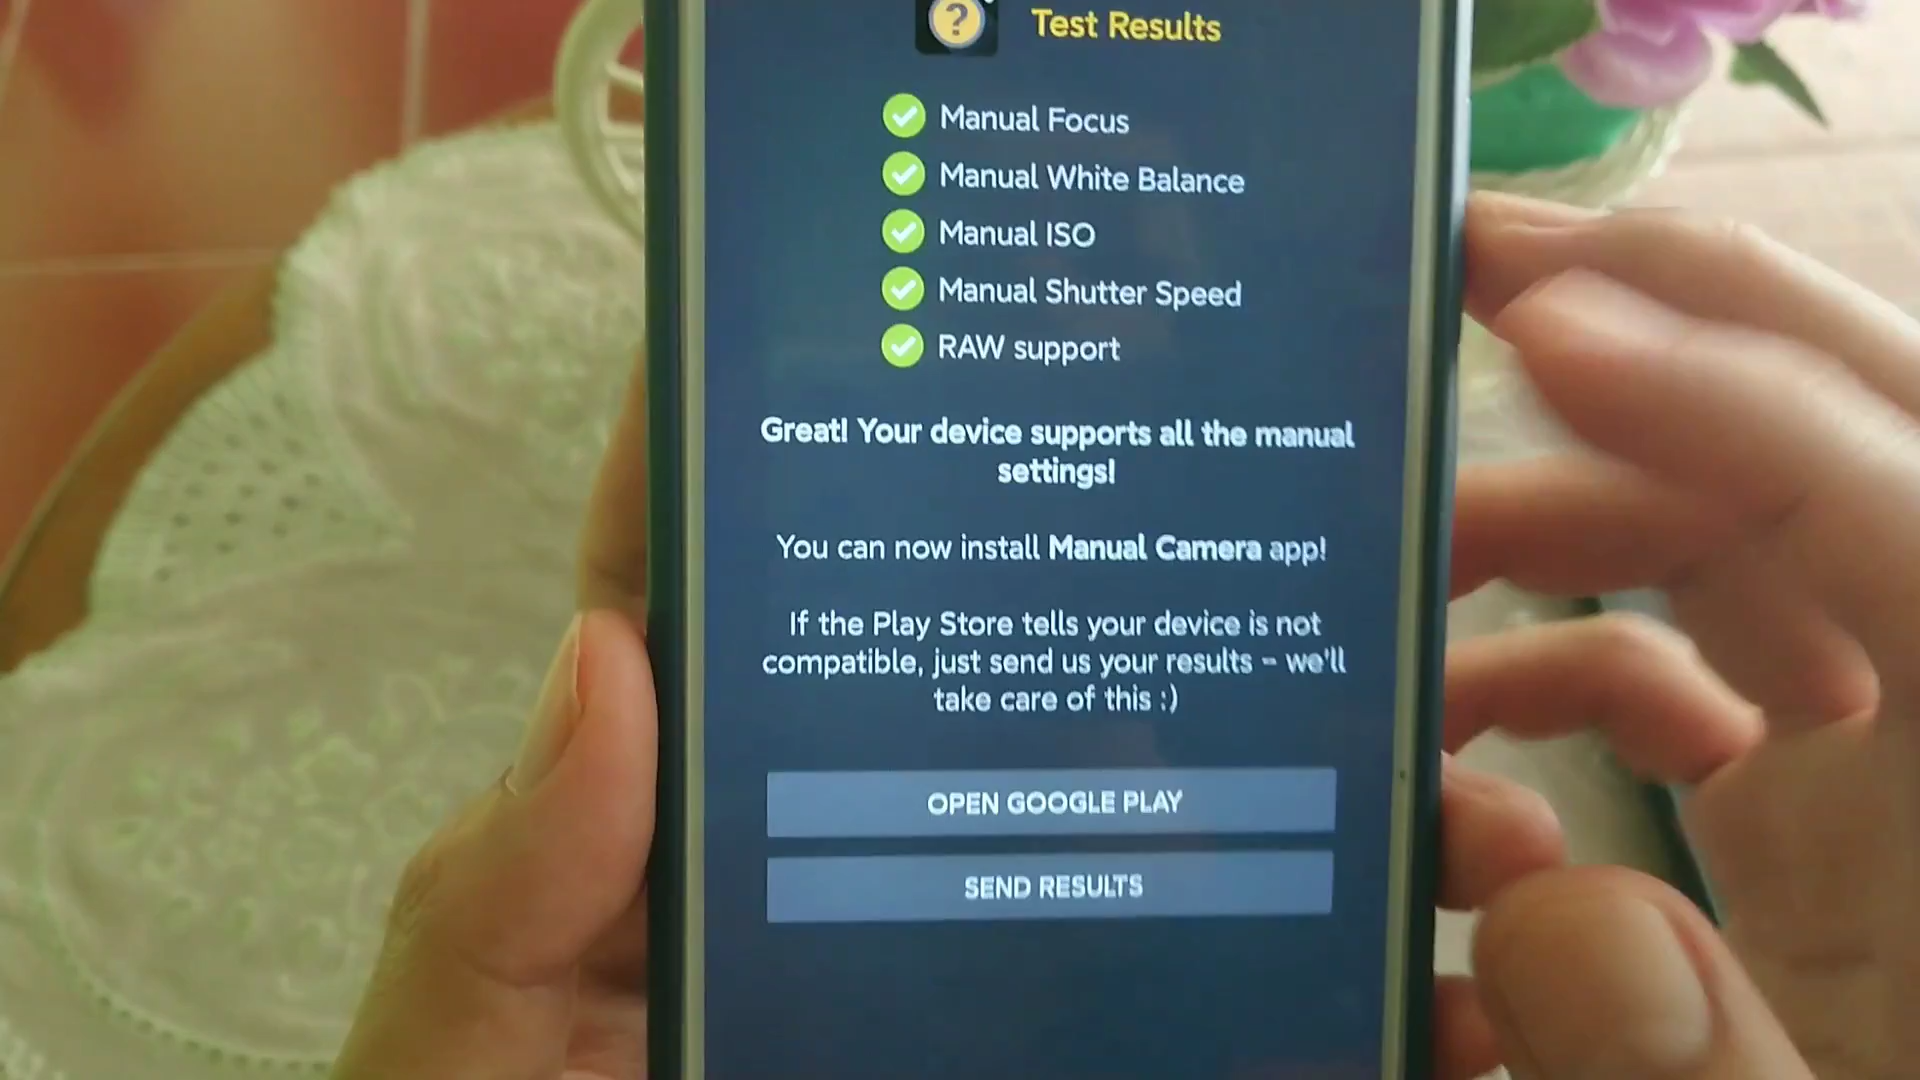 ?
Test Results
Manual Focus
Manual White Balance
Manual ISO
Manual Shutter Speed
RAW support
Great! Your device supports all the manual
settings!
You can now install Manual Camera app!
If the Play Store tells your device is not
compatible, just send us your results - we'll
take care of this :)
OPEN GOOGLE PLAY
SEND RESULTS